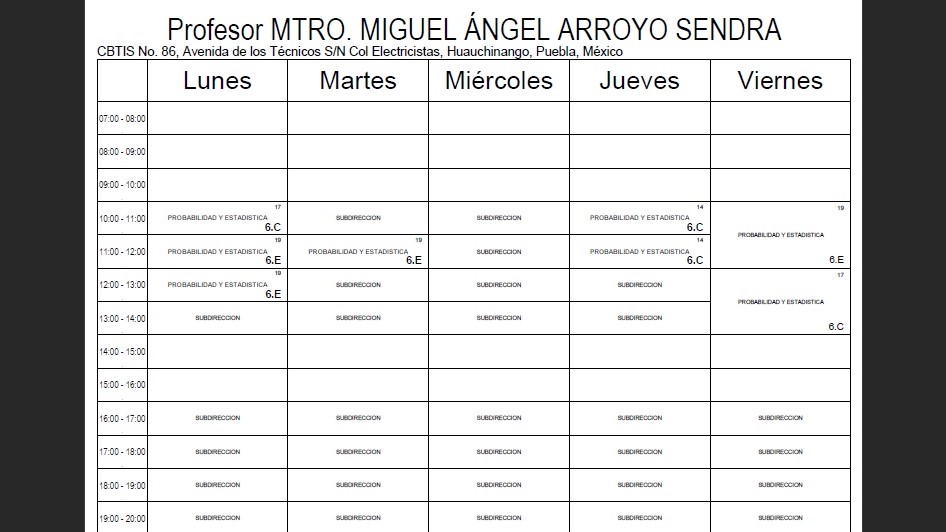 Profesor MTRO. MIGUEL ÁNGEL ARROYO SENDRA
CBTIS No. 86, Avenida de los Técnicos S/N Col Electricistas, Huauchinango, Puebla, México
Lunes Martes Miércoles Jueves Viernes
07:00 - 08:00
08:00 - 09:00
09:00 - 10:00
17 14 19
10:00 - 11:00 PROBABILIDAD Y ESTADISTICA SUBDIRECCION SUBDIRECCION PROBABILIDAD Y ESTADISTICA
6.C 6.C
PROBABILIDAD Y ESTADISTICA
19 19 14
11:00 - 12:00 PROBABILIDAD Y ESTADISTICA PROBABILIDAD Y ESTADISTICA SUBDIRECCION PROBABILIDAD Y ESTADISTICA
6.E 6.E 6.C 6.E
19 17
12:00 - 13:00 PROBABILIDAD Y ESTADISTICA SUBDIRECCION SUBDIRECCION SUBDIRECCION
6.E
PROBABILIDAD Y ESTADISTICA
13:00 - 14:00 SUBDIRECCION SUBDIRECCION SUBDIRECCION SUBDIRECCION
6.C
14:00 - 15:00
15:00 - 16:00
16:00 - 17:00 SUBDIRECCION SUBDIRECCION SUBDIRECCION SUBDIRECCION SUBDIRECCION
17:00 - 18:00 SUBDIRECCION SUBDIRECCION SUBDIRECCION SUBDIRECCION SUBDIRECCION
18:00 - 19:00 SUBDIRECCION SUBDIRECCION SUBDIRECCION SUBDIRECCION SUBDIRECCION
19:00 - 20:00 SUBDIRECCION SUBDIRECCION SUBDIRECCION SUBDIRECCION SUBDIRECCION